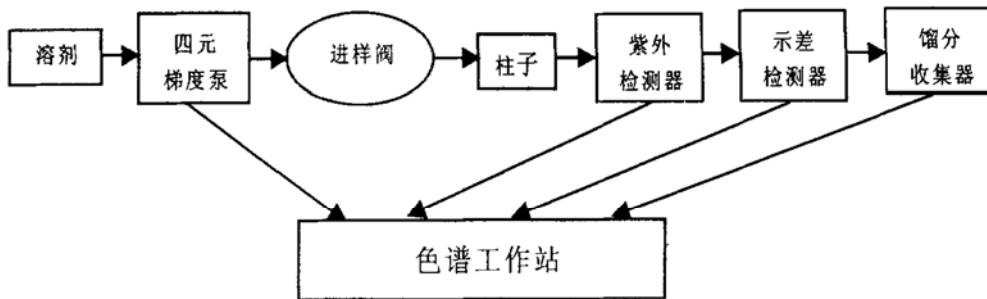 溶剂
四元
梯度泵
进样阀
柱子
紫外
检测器
示差
检测器
馏分
收集器
色谱工作站